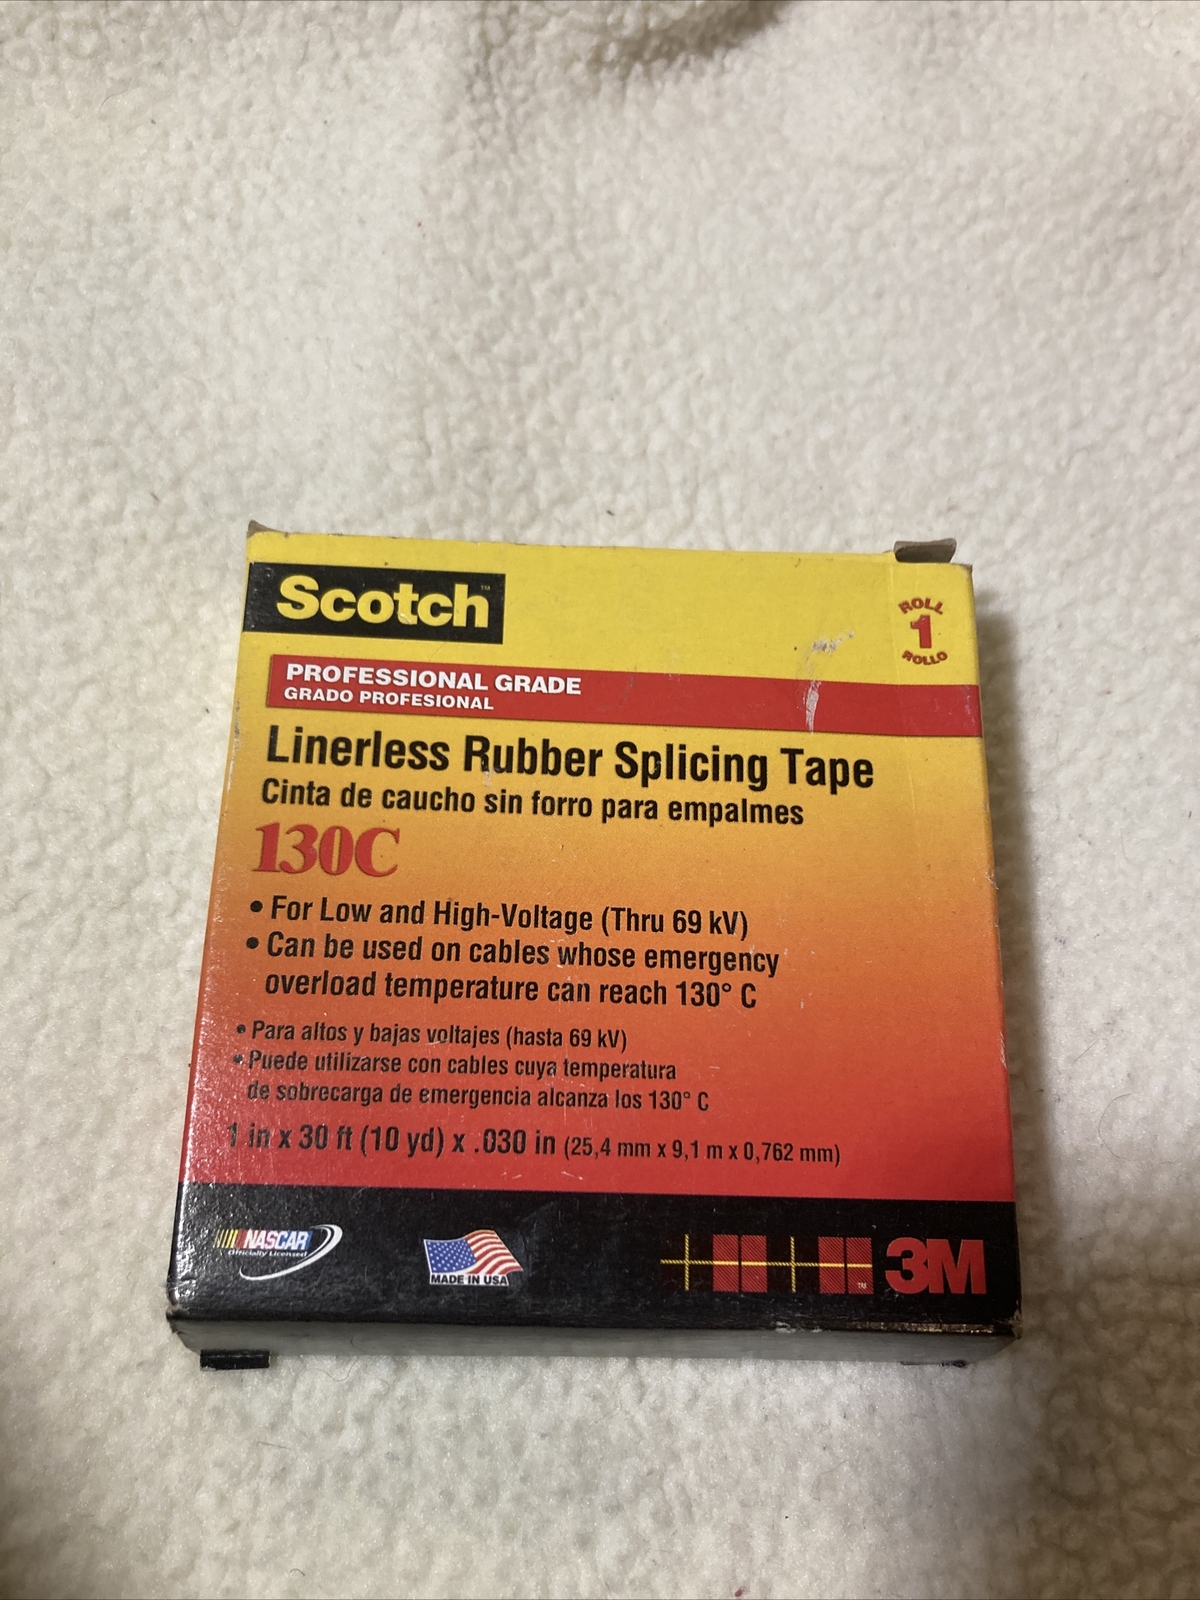 Scotch™
ROLL
1
ROLLO
PROFESSIONAL GRADE
GRADO PROFESIONAL
Linerless Rubber Splicing Tape
Cinta de caucho sin forro para empalmes
130C
• For Low and High-Voltage (Thru 69 kV)
• Can be used on cables whose emergency
overload temperature can reach 130° C
• Para altos y bajas voltajes (hasta 69 kV)
• Puede utilizarse con cables cuya temperatura
de sobrecarga de emergencia alcanza los 130° C
1 in x 30 ft (10 yd) x .030 in (25,4 mm x 9,1 m x 0,762 mm)
NASCAR
Officially Licensed
MADE IN USA
™
3M